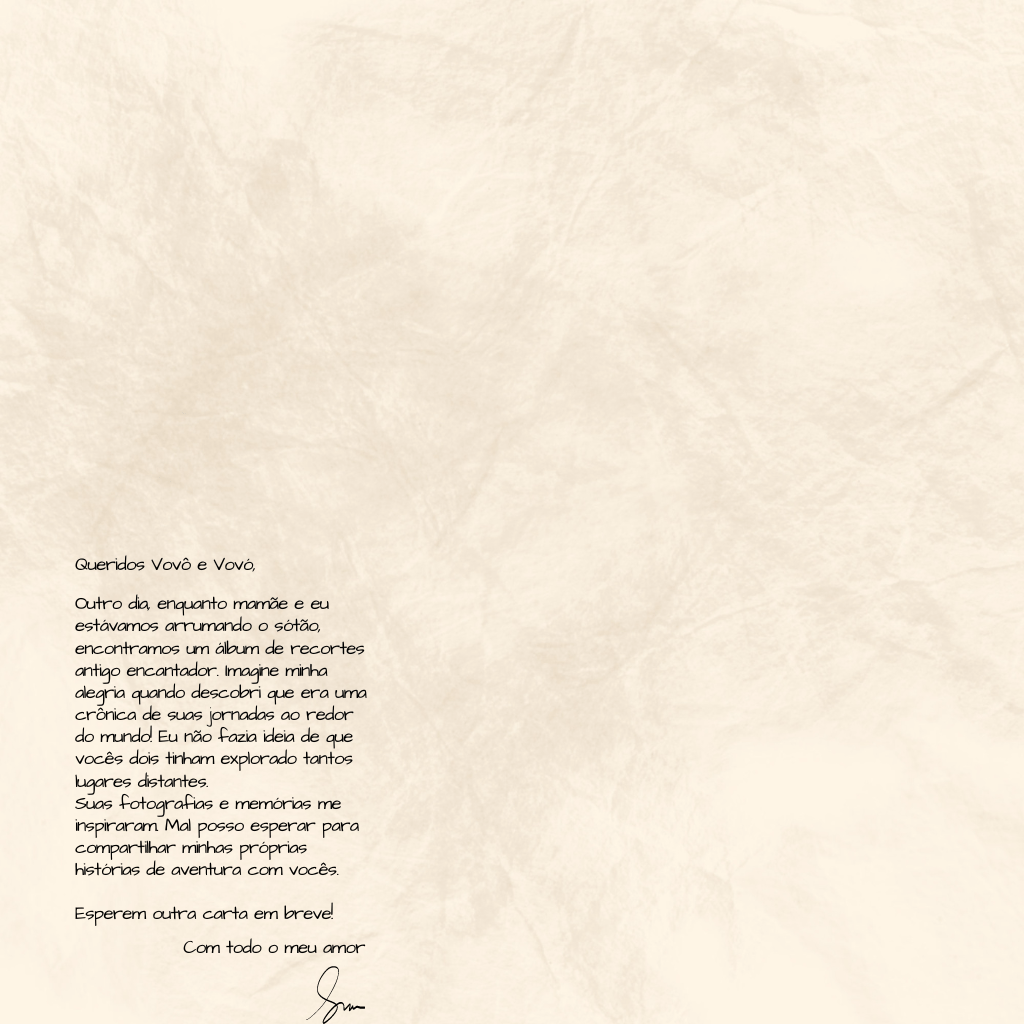 Queridos Vovô e Vovó,
Outro dia, enquanto mamãe e eu
estávamos arrumando o sótão,
encontramos um álbum de recortes
antigo encantador. Imagine minha
alegria quando descobri que era uma
crônica de suas jornadas ao redor
do mundo! Eu não fazia ideia de que
vocês dois tinham explorado tantos
lugares distantes.
Suas fotografias e memórias me
inspiraram. Mal posso esperar para
compartilhar minhas próprias
histórias de aventura com vocês.
Esperem outra carta em breve!
Com todo o meu amor